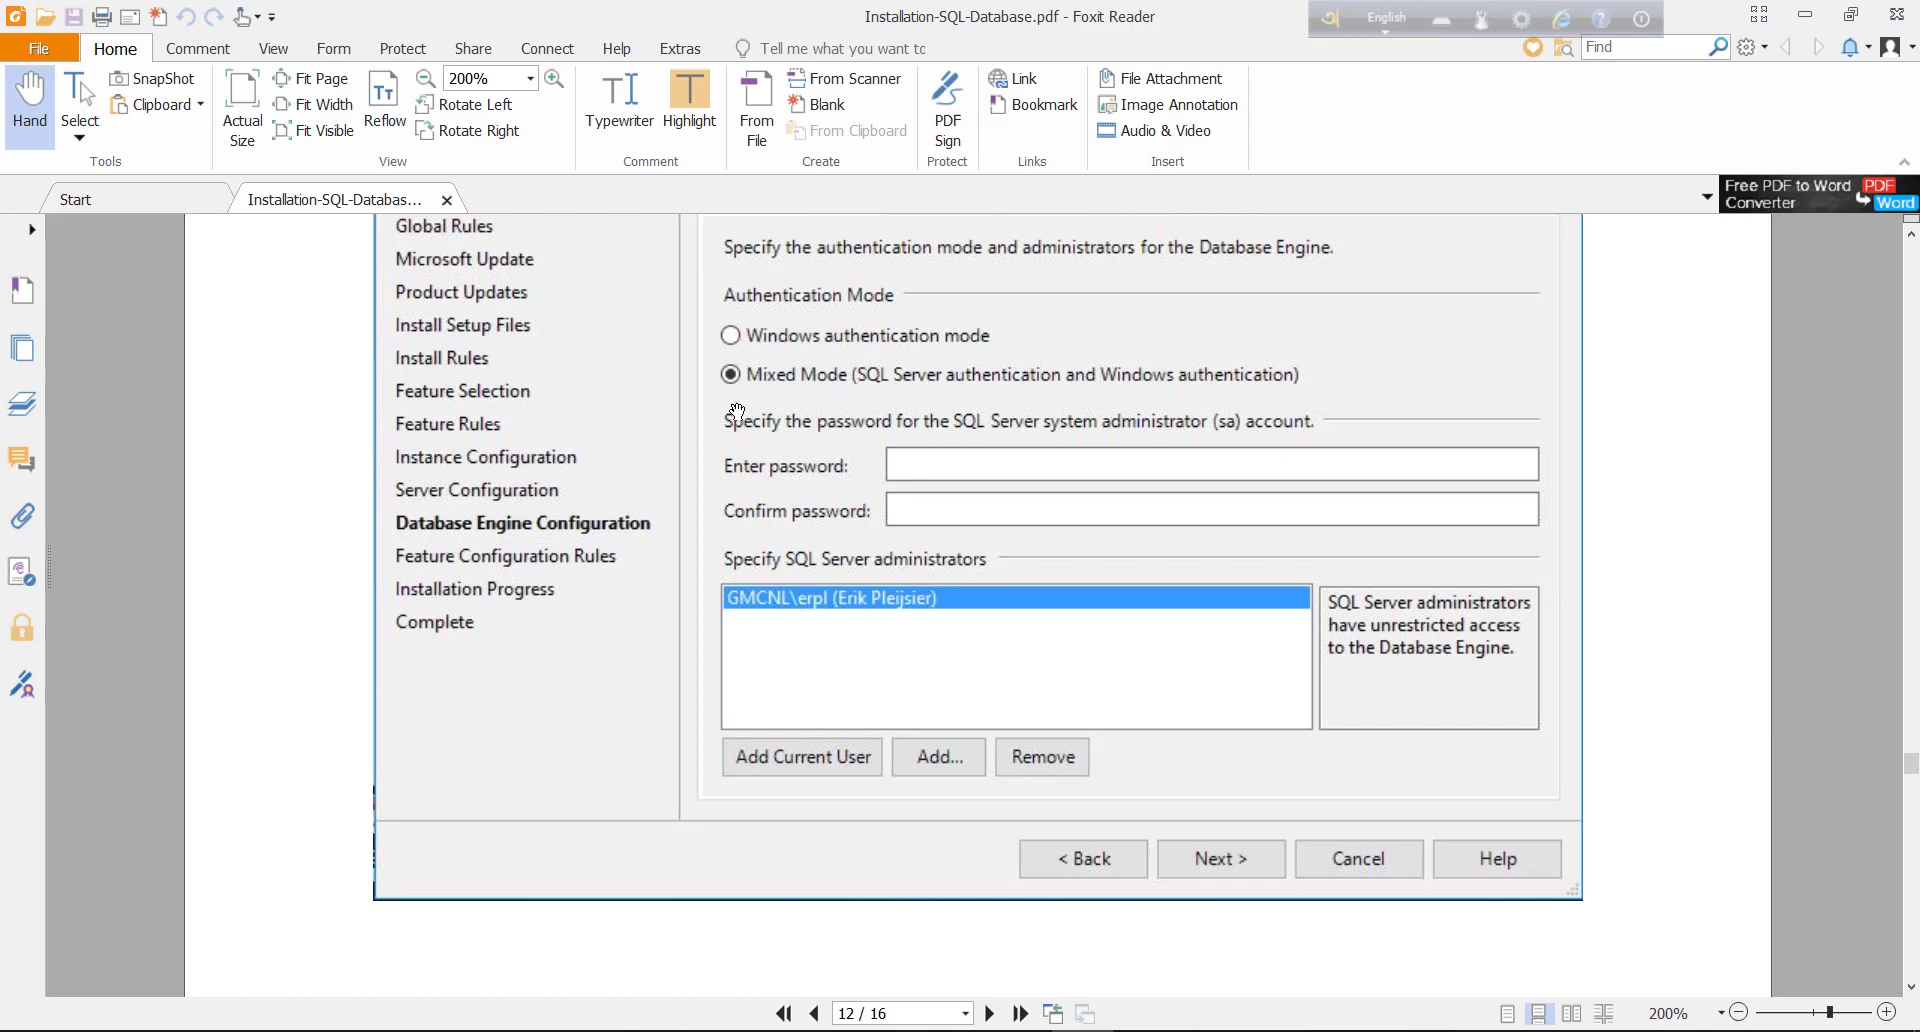 Installation-SQL-Database.pdf - Foxit Reader
English
File Home Comment View Form Protect Share Connect Help Extras Tell me what you want to
Find
Hand
Select
SnapShot
Clipboard
Tools
Actual Size
Fit Page
Fit Width
Fit Visible
Reflow
200%
Rotate Left
Rotate Right
View
Typewriter
Highlight
Comment
From File
From Scanner
Blank
From Clipboard
Create
PDF Sign
Protect
Link
Bookmark
Links
File Attachment
Image Annotation
Audio & Video
Insert
Start
Installation-SQL-Databas...
Free PDF to Word Converter
PDF
Word
Global Rules
Microsoft Update
Product Updates
Install Setup Files
Install Rules
Feature Selection
Feature Rules
Instance Configuration
Server Configuration
Database Engine Configuration
Feature Configuration Rules
Installation Progress
Complete
Specify the authentication mode and administrators for the Database Engine.
Authentication Mode
Windows authentication mode
Mixed Mode (SQL Server authentication and Windows authentication)
Specify the password for the SQL Server system administrator (sa) account.
Enter password:
Confirm password:
Specify SQL Server administrators
GMCNL\erpl (Erik Pleijsier)
SQL Server administrators
have unrestricted access
to the Database Engine.
Add Current User
Add...
Remove
< Back
Next >
Cancel
Help
12 / 16
200%